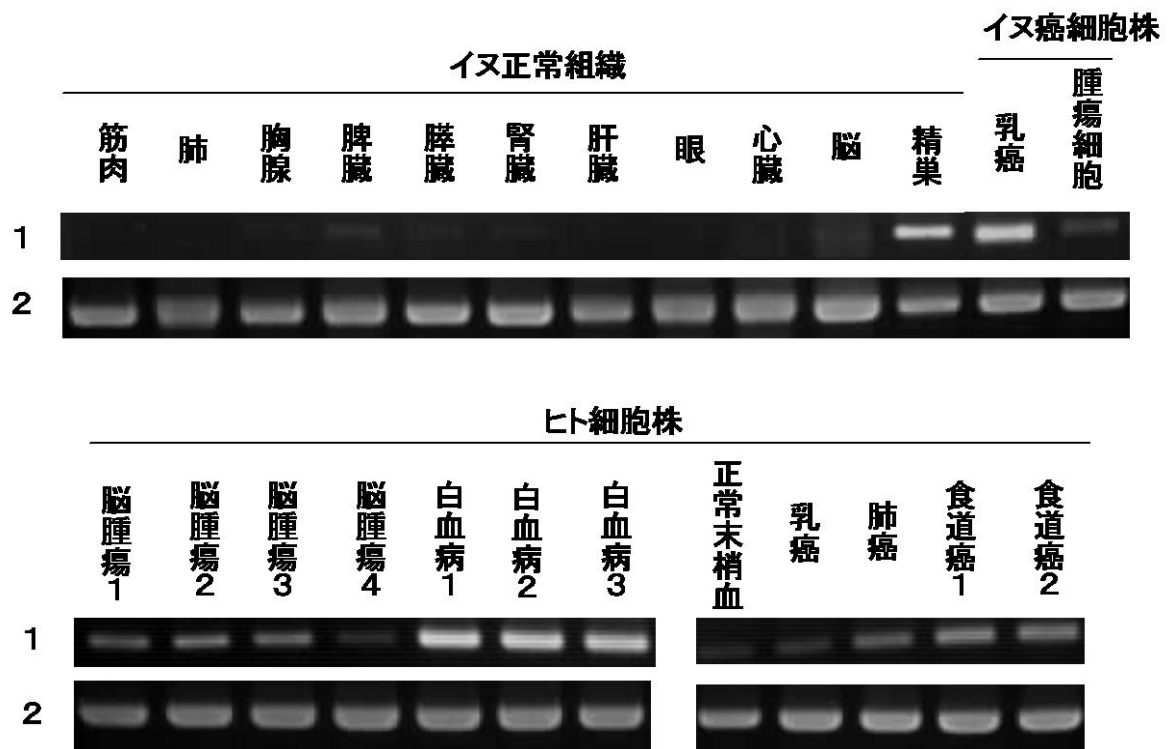 イヌ癌細胞株
イヌ正常組織
筋肉
肺
胸腺
脾臓
膵臓
腎臓
肝臓
眼
心臓
脳
精巣
乳癌
腫瘍細胞
1
2
ヒト細胞株
脳腫瘍1
脳腫瘍2
脳腫瘍3
脳腫瘍4
白血病1
白血病2
白血病3
正常末梢血
乳癌
肺癌
食道癌1
食道癌2
1
2